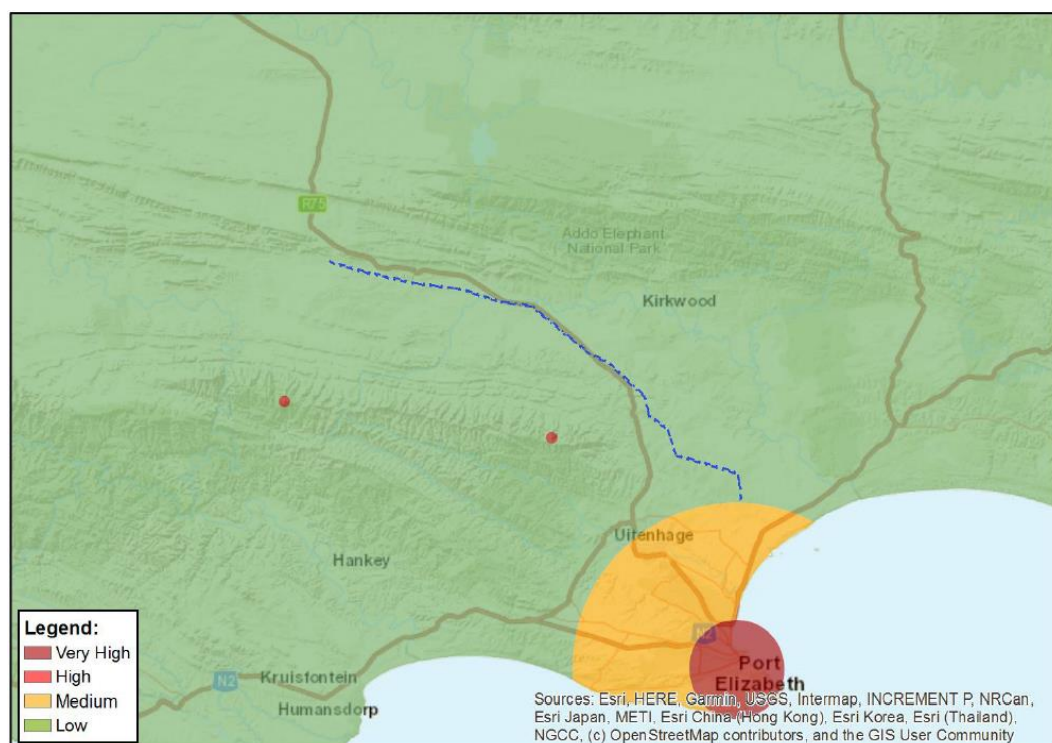 R75
Addo Elephant
National Park
Kirkwood
Uitenhage
Hankey
N2
Port
Elizabeth
Kruisfontein
N2
Humansdorp
Legend:
Very High
High
Medium
Low
Sources: Esri, HERE, Garmin, USGS, Intermap, INCREMENT P, NRCan,
Esri Japan, METI, Esri China (Hong Kong), Esri Korea, Esri (Thailand),
NGCC, (c) OpenStreetMap contributors, and the GIS User Community